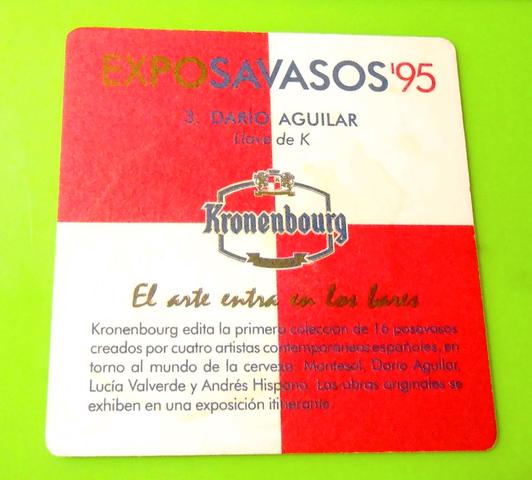 EXPOSAVASOS'95
3. DARÍO AGUILAR
Llave de K
Kronenbourg
El arte entra en los bares
Kronenbourg edita la primera colección de 16 posavasos
creados por cuatro artistas contemporáneos españoles, en
torno al mundo de la cerveza: Montesol, Darío Aguilar,
Lucía Valverde y Andrés Hispano. Las obras originales se
exhiben en una exposición itinerante.